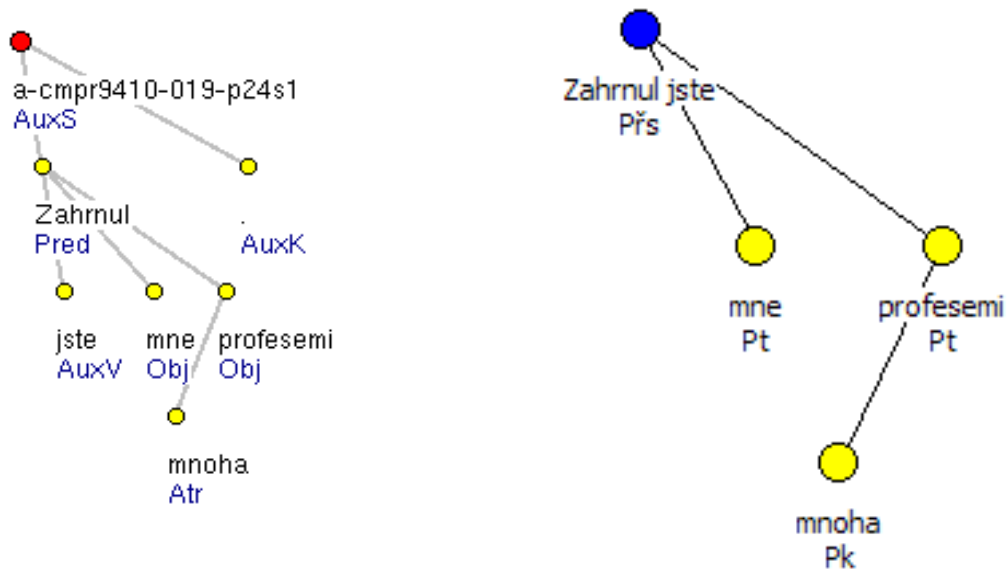 a-cmpr9410-019-p24s1
AuxS
Zahrnul
Pred
.
AuxK
jste
AuxV
mne
Obj
profesemi
Obj
mnoha
Atr
Zahrnul jste
Přs
mne
Pt
profesemi
Pt
mnoha
Pk